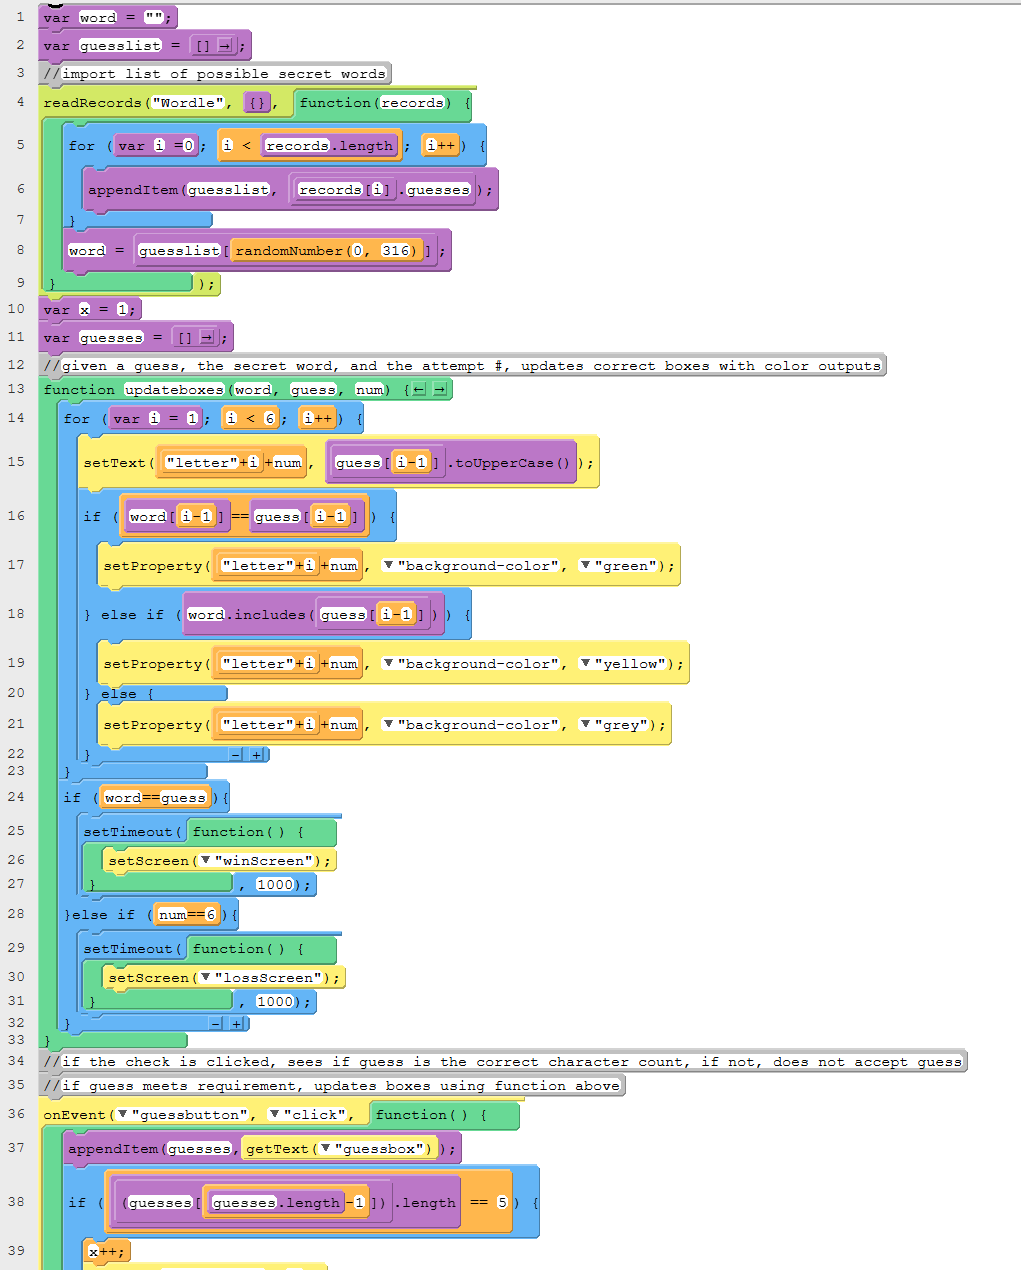 1 var word = "";
2 var guesslist = [] → ;
3 //import list of possible secret words
4 readRecords("Wordle", {}, function(records) {
5 for (var i =0; i < records.length; i++) {
6 appendItem(guesslist, records[i].guesses);
7 }
8 word = guesslist[randomNumber(0, 316)];
9 } );
10 var x = 1;
11 var guesses = [] → ;
12 //given a guess, the secret word, and the attempt #, updates correct boxes with color outputs
13 function updateboxes(word, guess, num) { ← →
14 for (var i = 1; i < 6; i++) {
15 setText("letter"+i+num, guess[i-1].toUpperCase());
16 if (word[i-1]==guess[i-1]) {
17 setProperty("letter"+i+num, ▼"background-color", ▼"green");
18 } else if (word.includes(guess[i-1])) {
19 setProperty("letter"+i+num, ▼"background-color", ▼"yellow");
20 } else {
21 setProperty("letter"+i+num, ▼"background-color", ▼"grey");
22 } - +
23 }
24 if (word==guess){
25 setTimeout(function() {
26 setScreen(▼"winScreen");
27 } , 1000);
28 }else if (num==6){
29 setTimeout(function() {
30 setScreen(▼"lossScreen");
31 } , 1000);
32 } - +
33 }
34 //if the check is clicked, sees if guess is the correct character count, if not, does not accept guess
35 //if guess meets requirement, updates boxes using function above
36 onEvent(▼"guessbutton", ▼"click", function() {
37 appendItem(guesses, getText(▼"guessbox"));
38 if ((guesses[guesses.length-1]).length == 5) {
39 x++;